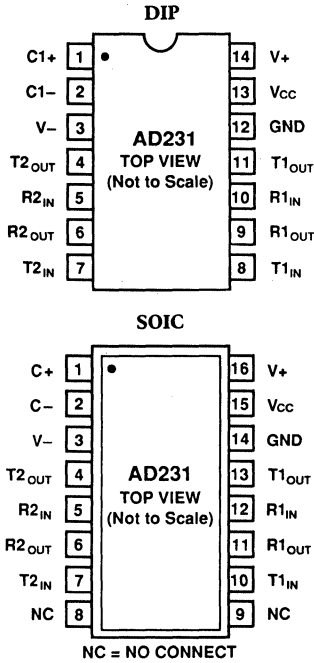 DIP
C1+ 1 14 V+
C1– 2 13 VCC
V– 3 12 GND
AD231
TOP VIEW
(Not to Scale)
T2OUT 4 11 T1OUT
R2IN 5 10 R1IN
R2OUT 6 9 R1OUT
T2IN 7 8 T1IN
SOIC
C+ 1 16 V+
C– 2 15 VCC
V– 3 14 GND
AD231
TOP VIEW
(Not to Scale)
T2OUT 4 13 T1OUT
R2IN 5 12 R1IN
R2OUT 6 11 R1OUT
T2IN 7 10 T1IN
NC 8 9 NC
NC = NO CONNECT